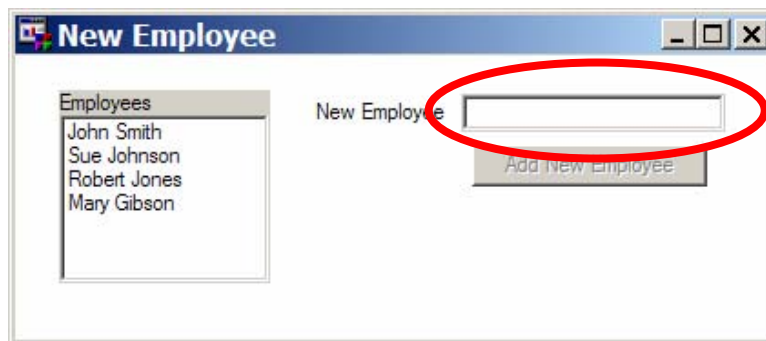 New Employee
Employees
John Smith
Sue Johnson
Robert Jones
Mary Gibson
New Employee
Add New Employee